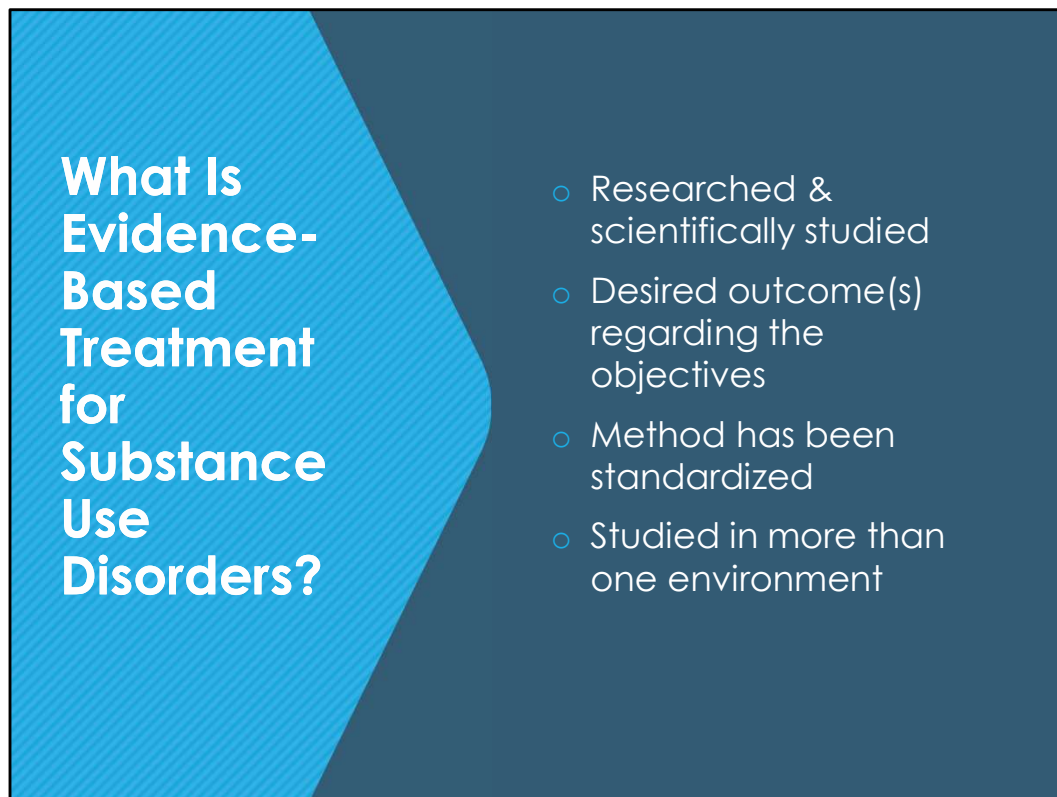 What Is
Evidence-
Based
Treatment
for
Substance
Use
Disorders?
o Researched &
scientifically studied
o Desired outcome(s)
regarding the
objectives
o Method has been
standardized
o Studied in more than
one environment